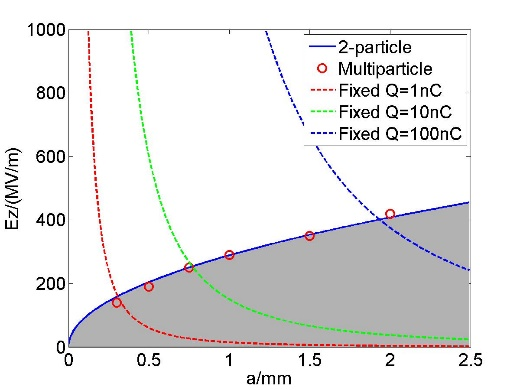 1000
800
600
400
200
0
Ez/(MV/m)
2-particle
Multiparticle
Fixed Q=1nC
Fixed Q=10nC
Fixed Q=100nC
0 0.5 1 1.5 2 2.5
a/mm